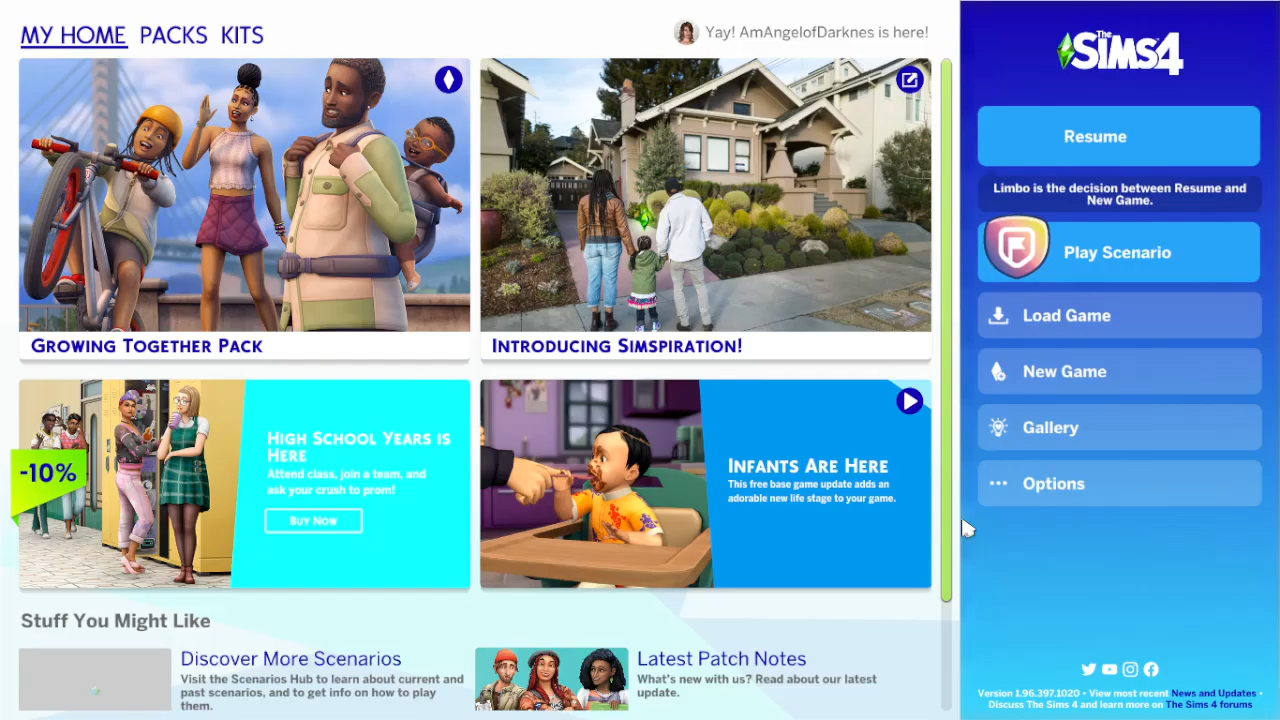 MY HOME PACKS KITS
Yay! AmAngelofDarknes is here!
GROWING TOGETHER PACK
INTRODUCING SIMSPIRATION!
-10%
HIGH SCHOOL YEARS IS
HERE
Attend class, join a team, and
ask your crush to prom!
BUY NOW
INFANTS ARE HERE
This free base game update adds an
adorable new life stage to your game.
Stuff You Might Like
Discover More Scenarios
Visit the Scenarios Hub to learn about current and
past scenarios, and to get info on how to play
them.
Latest Patch Notes
What's new with us? Read about our latest
update.
The SIMS 4
Resume
Limbo is the decision between Resume and
New Game.
Play Scenario
Load Game
New Game
Gallery
Options
Version 1.96.397.1020 • View most recent News and Updates •
Discuss The Sims 4 and learn more on The Sims 4 forums